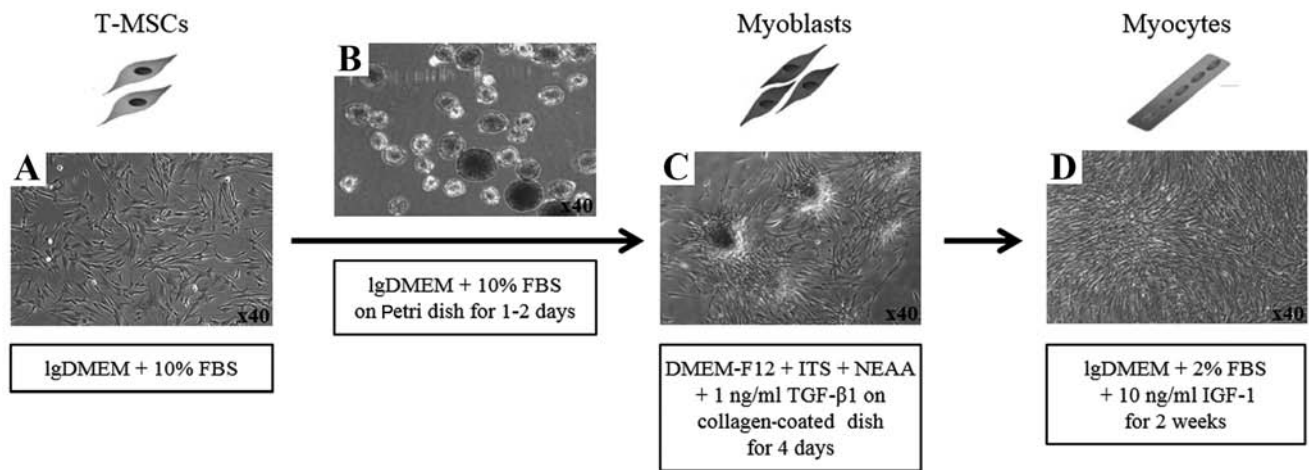 T-MSCs
Myoblasts
Myocytes
A
x40
B
x40
C
x40
D
x40
lgDMEM + 10% FBS
lgDMEM + 10% FBS
on Petri dish for 1-2 days
DMEM-F12 + ITS + NEAA
+ 1 ng/ml TGF-β1 on
collagen-coated dish
for 4 days
lgDMEM + 2% FBS
+ 10 ng/ml IGF-1
for 2 weeks